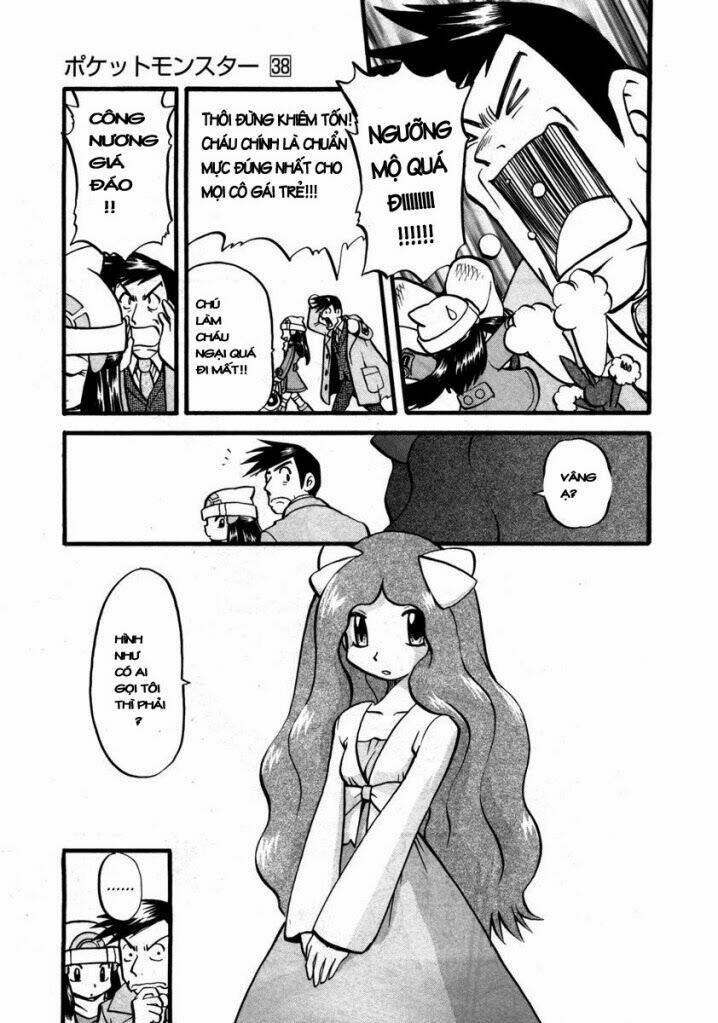 ポケットモンスター 38
NGƯỠNG
MỘ QUÁ
ĐIIIIIIIII
!!!!!!
THÔI ĐỪNG KHIÊM TỐN!
CHÁU CHÍNH LÀ CHUẨN
MỰC ĐÚNG NHẤT CHO
MỌI CÔ GÁI TRẺ!!!
CHÚ
LÀM
CHÁU
NGẠI QUÁ
ĐI MẤT!!
CÔNG
NƯƠNG
GIÁ
ĐÁO
!!
VÂNG
Ạ?
HÌNH
NHƯ
CÓ AI
GỌI TÔI
THÌ PHẢI
?
......